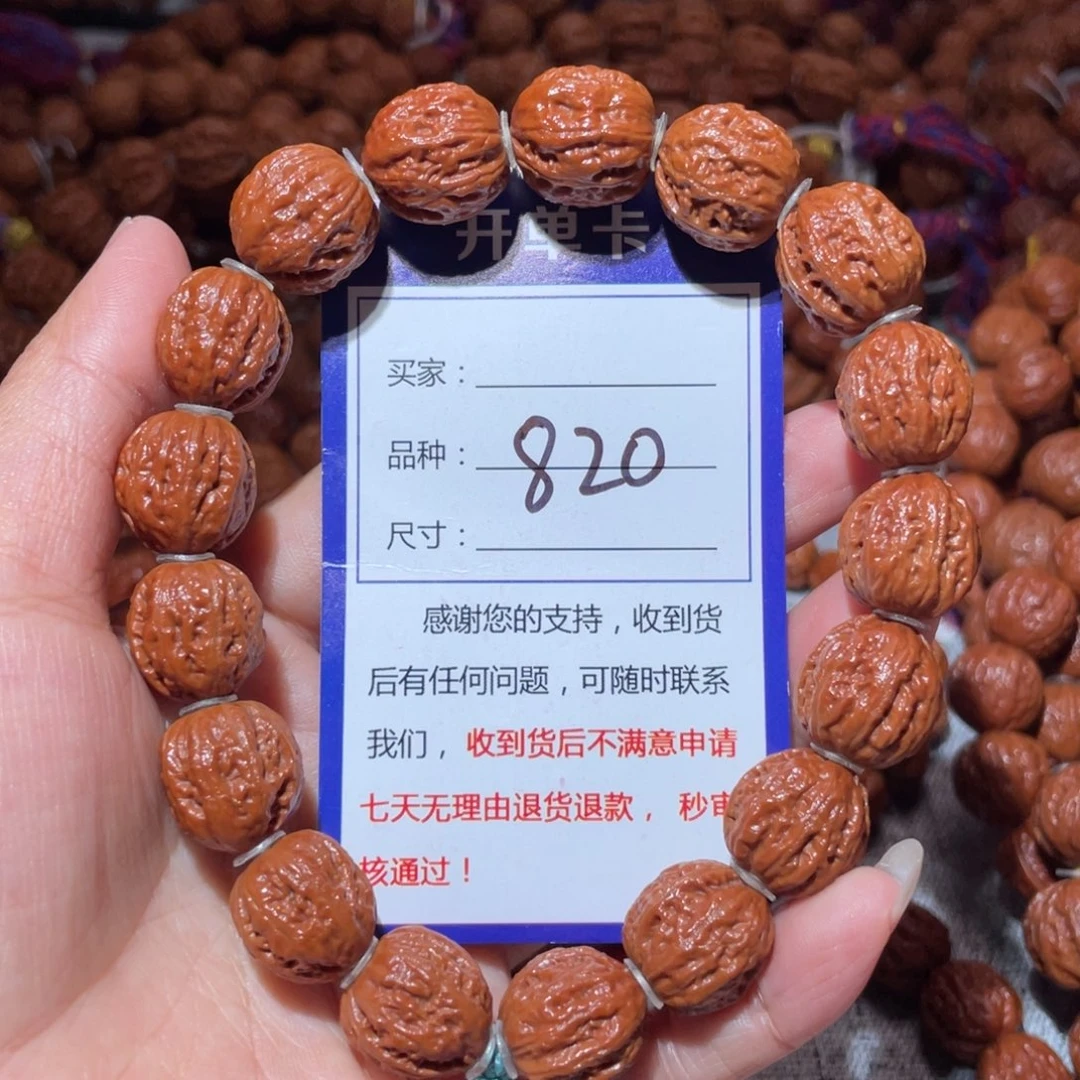 开单卡
买家：
品种：820
尺寸：
感谢您的支持，收到货
后有任何问题，可随时联系
我们，收到货后不满意申请
七天无理由退货退款，秒审
核通过！